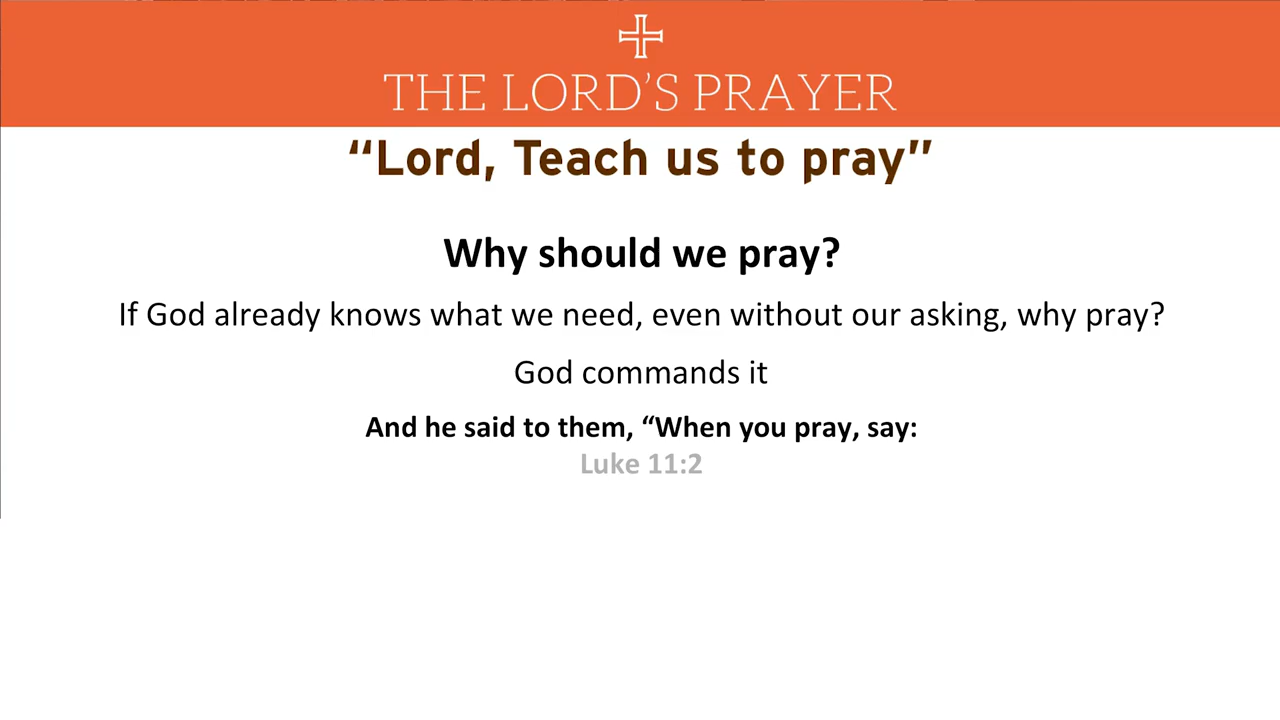 THE LORD’S PRAYER
“Lord, Teach us to pray”
Why should we pray?
If God already knows what we need, even without our asking, why pray?
God commands it
And he said to them, “When you pray, say:
Luke 11:2